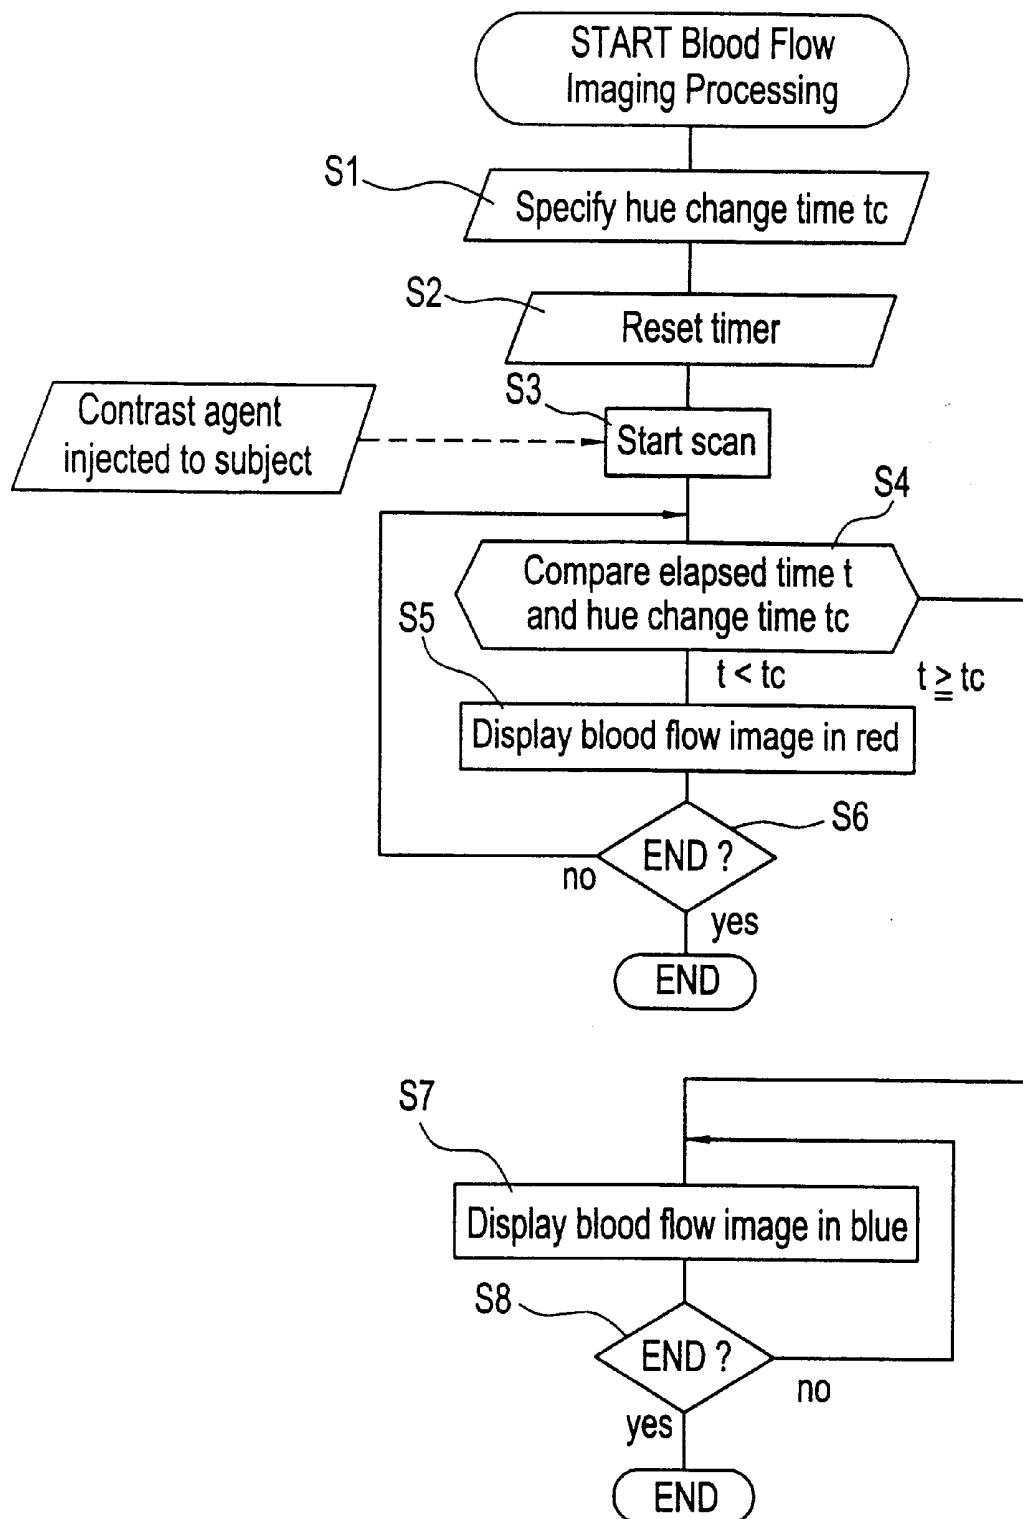 START Blood Flow
Imaging Processing
S1
Specify hue change time tc
S2
Reset timer
S3
Contrast agent
injected to subject
Start scan
S4
Compare elapsed time t
and hue change time tc
S5
t < tc
t ≧ tc
Display blood flow image in red
S6
END ?
no
yes
END
S7
Display blood flow image in blue
S8
END ?
no
yes
END